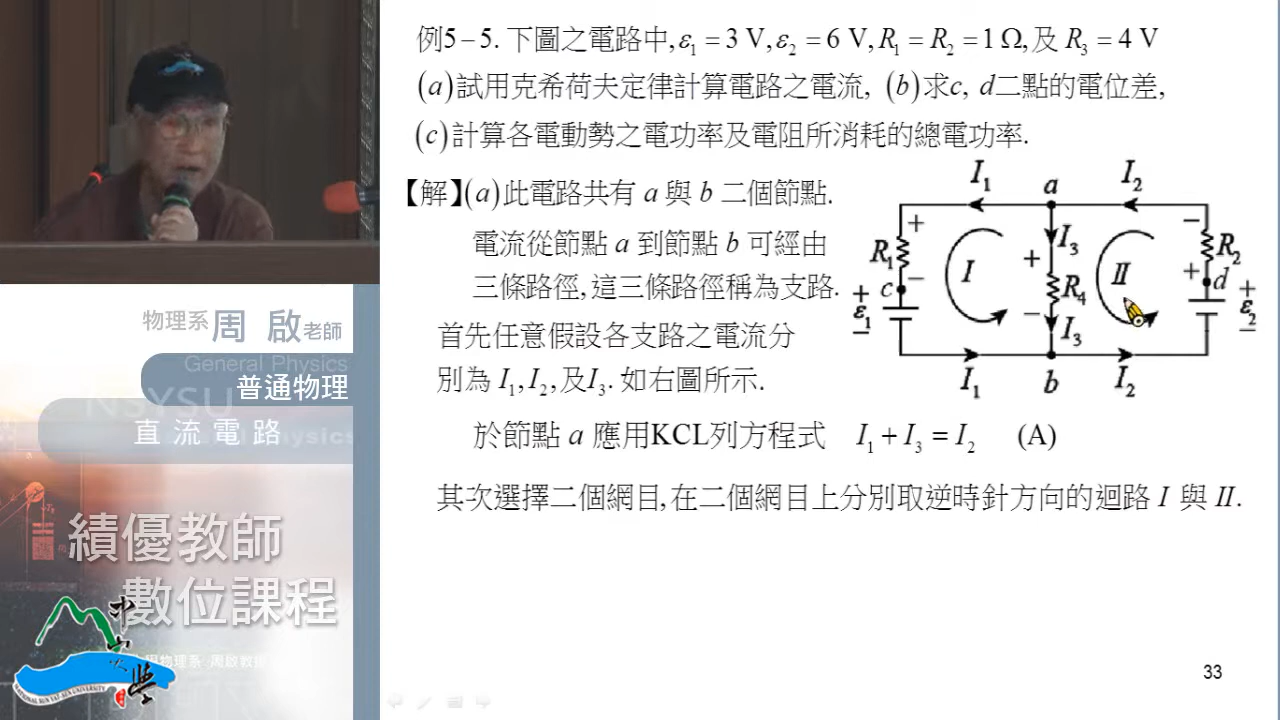 例5–5. 下圖之電路中, ε₁ = 3 V, ε₂ = 6 V, R₁ = R₂ = 1 Ω, 及 R₃ = 4 V
(a) 試用克希荷夫定律計算電路之電流, (b) 求c, d二點的電位差,
(c) 計算各電動勢之電功率及電阻所消耗的總電功率.
【解】(a) 此電路共有 a 與 b 二個節點.
電流從節點 a 到節點 b 可經由
三條路徑, 這三條路徑稱為支路.
首先任意假設各支路之電流分
別為 I₁, I₂, 及I₃. 如右圖所示.
於節點 a 應用KCL列方程式 I₁ + I₃ = I₂ (A)
其次選擇二個網目, 在二個網目上分別取逆時針方向的迴路 I 與 II.
I₁ a I₂
+ I₃ −
R₁ I + II R₂
− R₄ +
c − d
+ ε₁ − I₃ + ε₂ −
I₁ b I₂
33
物理系 周 啟 老師
General Physics
普通物理
NSYSU
直流電路
績優教師
數位課程
NATIONAL SUN YAT-SEN UNIVERSITY